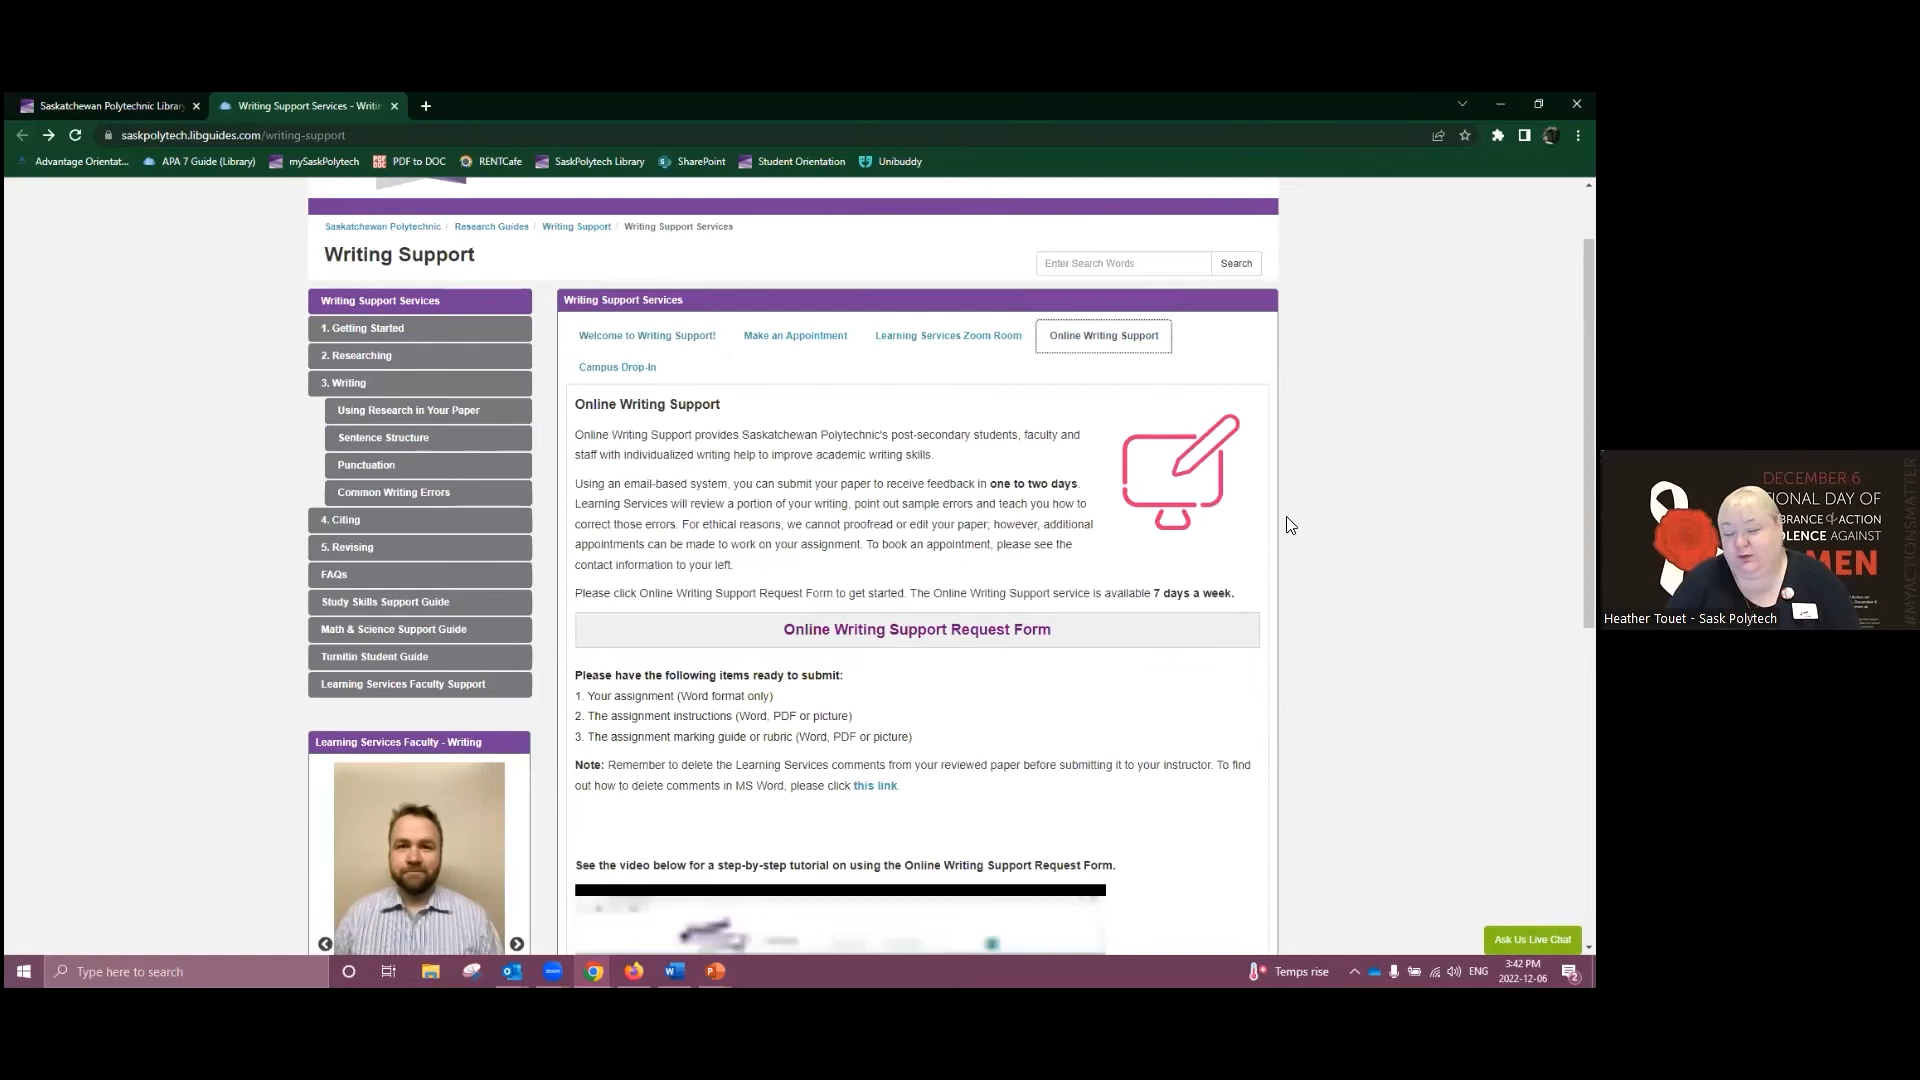 Saskatchewan Polytechnic Librar
Writing Support Services - Writi
saskpolytech.libguides.com/writing-support
Advantage Orientat...
APA 7 Guide (Library)
mySaskPolytech
PDF to DOC
RENTCafe
SaskPolytech Library
SharePoint
Student Orientation
Unibuddy
Saskatchewan Polytechnic / Research Guides / Writing Support / Writing Support Services
Writing Support
Enter Search Words
Search
Writing Support Services
1. Getting Started
2. Researching
3. Writing
Using Research in Your Paper
Sentence Structure
Punctuation
Common Writing Errors
4. Citing
5. Revising
FAQs
Study Skills Support Guide
Math & Science Support Guide
Turnitin Student Guide
Learning Services Faculty Support
Learning Services Faculty - Writing
Writing Support Services
Welcome to Writing Support!
Make an Appointment
Learning Services Zoom Room
Online Writing Support
Campus Drop-In
Online Writing Support
Online Writing Support provides Saskatchewan Polytechnic's post-secondary students, faculty and
staff with individualized writing help to improve academic writing skills.
Using an email-based system, you can submit your paper to receive feedback in one to two days.
Learning Services will review a portion of your writing, point out sample errors and teach you how to
correct those errors. For ethical reasons, we cannot proofread or edit your paper; however, additional
appointments can be made to work on your assignment. To book an appointment, please see the
contact information to your left.
Please click Online Writing Support Request Form to get started. The Online Writing Support service is available 7 days a week.
Online Writing Support Request Form
Please have the following items ready to submit:
1. Your assignment (Word format only)
2. The assignment instructions (Word, PDF or picture)
3. The assignment marking guide or rubric (Word, PDF or picture)
Note: Remember to delete the Learning Services comments from your reviewed paper before submitting it to your instructor. To find
out how to delete comments in MS Word, please click this link.
See the video below for a step-by-step tutorial on using the Online Writing Support Request Form.
Ask Us Live Chat
Type here to search
Temps rise
ENG
3:42 PM
2022-12-06
2
DECEMBER 6
IONAL DAY OF
BRANCE & ACTION
OLENCE AGAINST
MEN
#MYACTIONSMATTER
Heather Touet - Sask Polytech